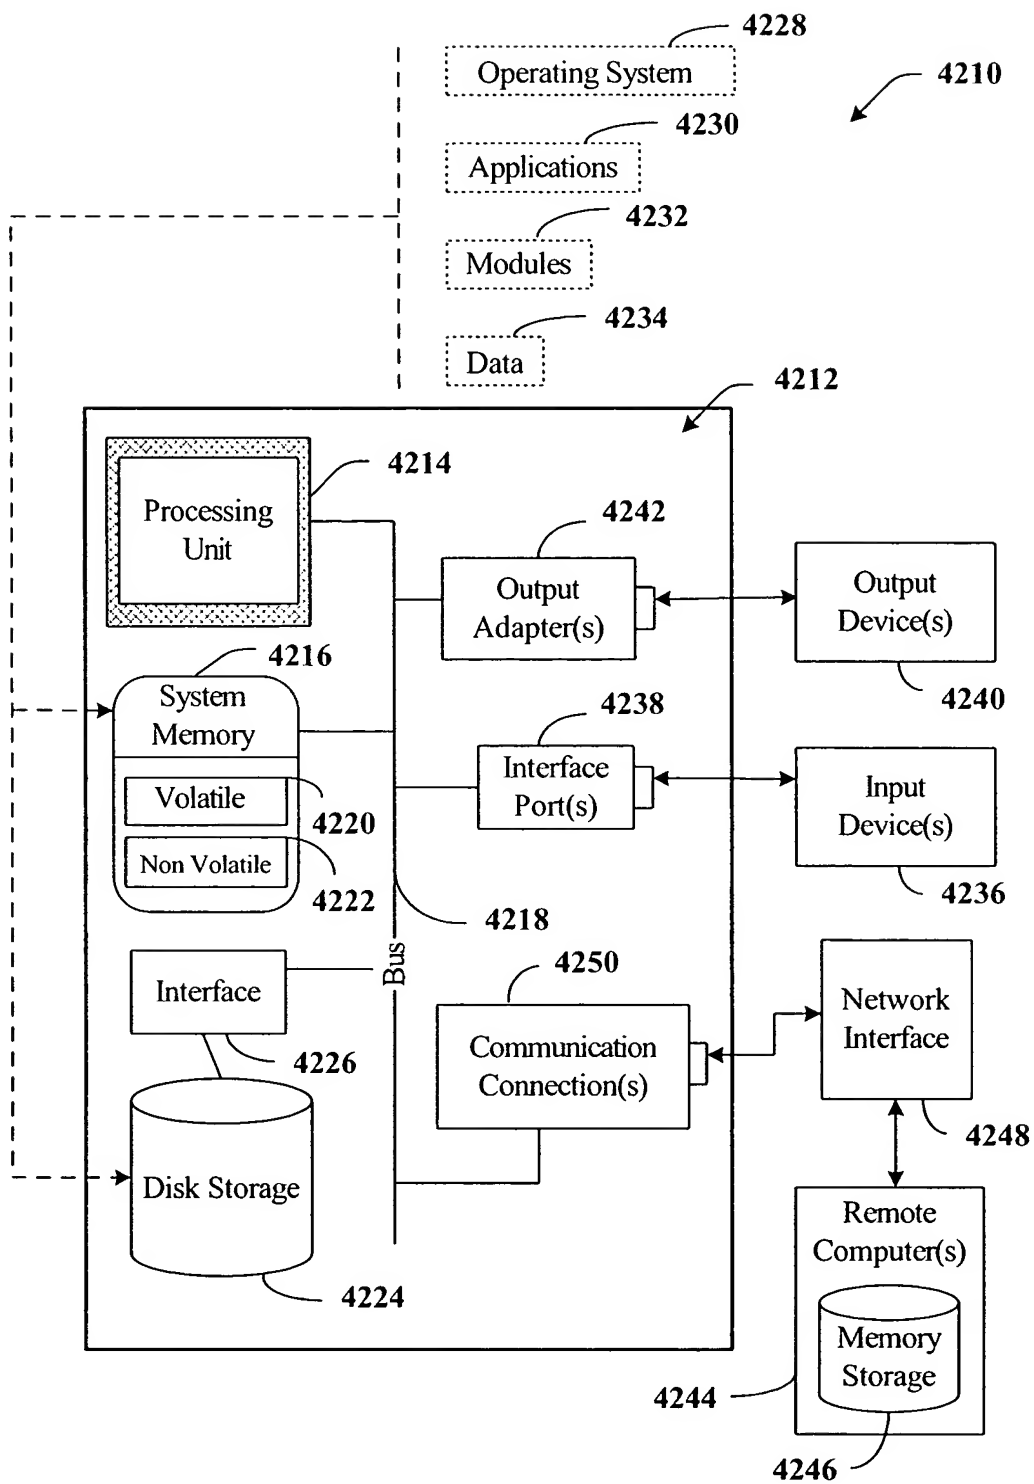 4228
Operating System
4210
4230
Applications
4232
Modules
4234
Data
4212
4214
Processing
Unit
4242
Output
Adapter(s)
Output
Device(s)
4240
4216
System
Memory
Volatile
4220
Non Volatile
4222
4238
Interface
Port(s)
Input
Device(s)
4236
4218
Bus
Interface
4226
4250
Communication
Connection(s)
Network
Interface
4248
Disk Storage
4224
Remote
Computer(s)
Memory
Storage
4244
4246